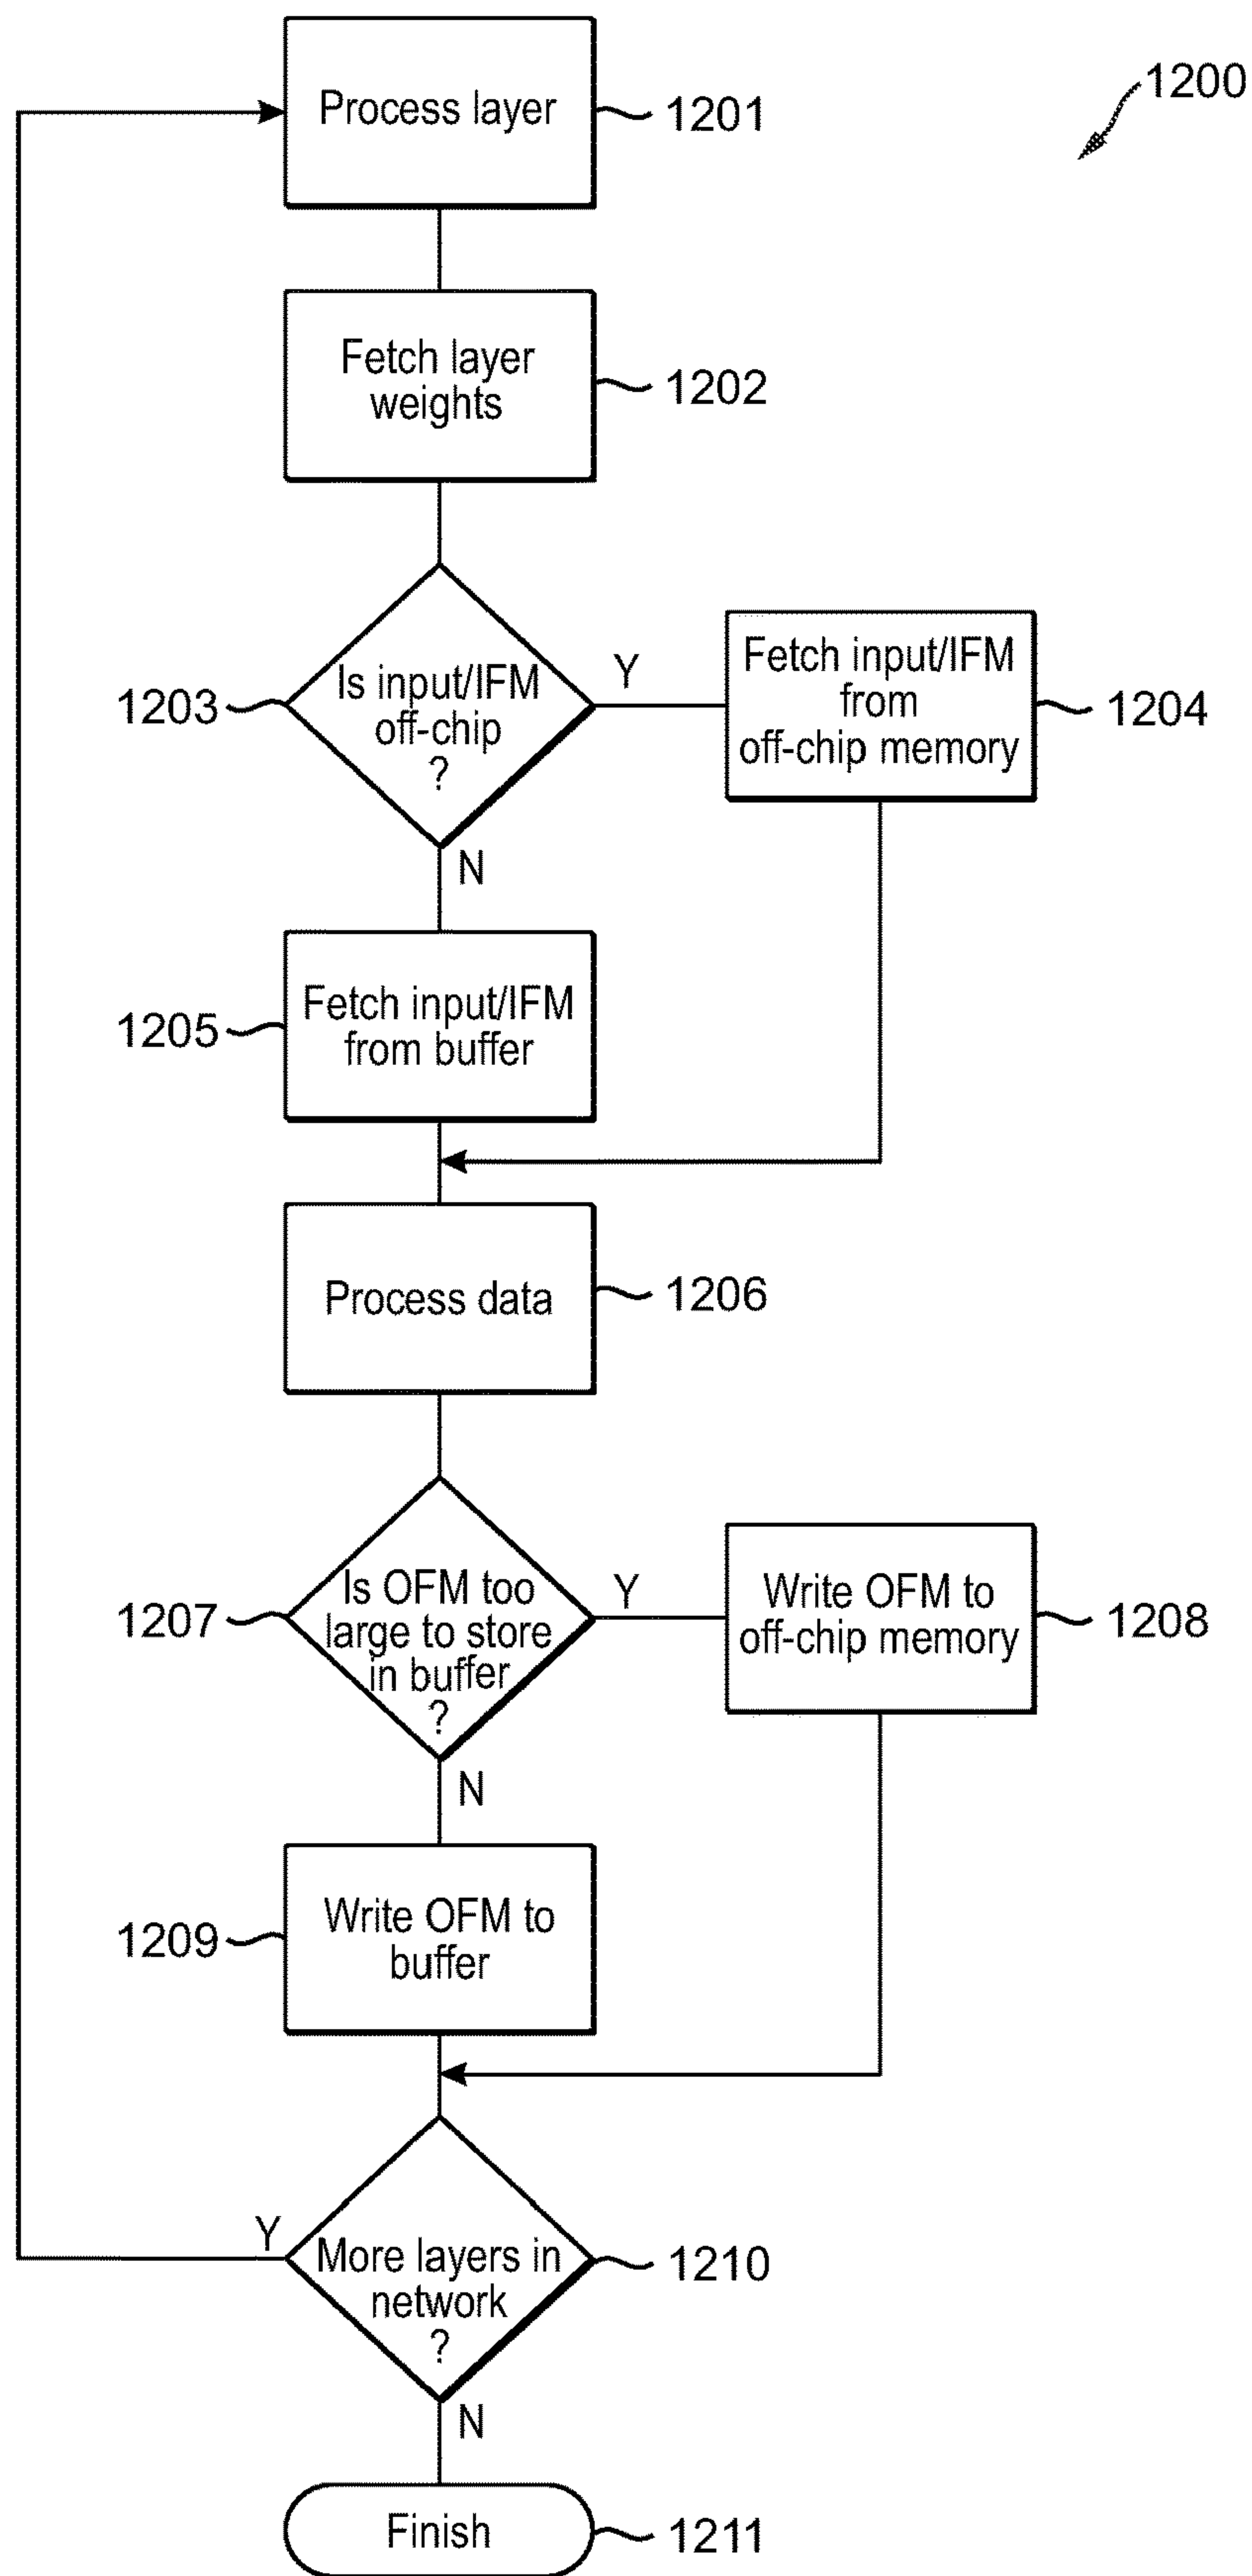 1200
Process layer
1201
Fetch layer
weights
1202
Is input/IFM
off-chip
?
1203
Y
Fetch input/IFM
from
off-chip memory
1204
N
Fetch input/IFM
from buffer
1205
Process data
1206
Is OFM too
large to store
in buffer
?
1207
Y
Write OFM to
off-chip memory
1208
N
Write OFM to
buffer
1209
Y
More layers in
network
?
1210
N
Finish
1211